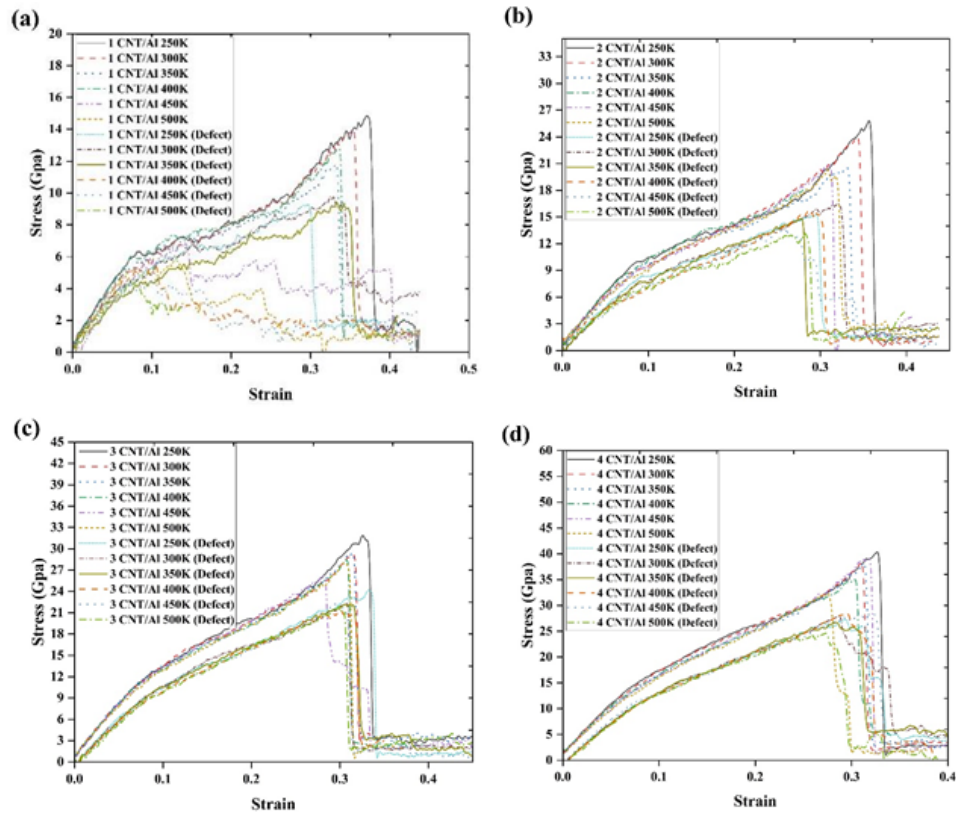 (a)
20
18
16
14
12
10
8
6
4
2
0
Stress (Gpa)
1 CNT/Al 250K
1 CNT/Al 300K
1 CNT/Al 350K
1 CNT/Al 400K
1 CNT/Al 450K
1 CNT/Al 500K
1 CNT/Al 250K (Defect)
1 CNT/Al 300K (Defect)
1 CNT/Al 350K (Defect)
1 CNT/Al 400K (Defect)
1 CNT/Al 450K (Defect)
1 CNT/Al 500K (Defect)
0.0 0.1 0.2 0.3 0.4 0.5
Strain
(b)
33
30
27
24
21
18
15
12
9
6
3
0
Stress (Gpa)
2 CNT/Al 250K
2 CNT/Al 300K
2 CNT/Al 350K
2 CNT/Al 400K
2 CNT/Al 450K
2 CNT/Al 500K
2 CNT/Al 250K (Defect)
2 CNT/Al 300K (Defect)
2 CNT/Al 350K (Defect)
2 CNT/Al 400K (Defect)
2 CNT/Al 450K (Defect)
2 CNT/Al 500K (Defect)
0.0 0.1 0.2 0.3 0.4
Strain
(c)
45
42
39
36
33
30
27
24
21
18
15
12
9
6
3
0
Stress (Gpa)
3 CNT/Al 250K
3 CNT/Al 300K
3 CNT/Al 350K
3 CNT/Al 400K
3 CNT/Al 450K
3 CNT/Al 500K
3 CNT/Al 250K (Defect)
3 CNT/Al 300K (Defect)
3 CNT/Al 350K (Defect)
3 CNT/Al 400K (Defect)
3 CNT/Al 450K (Defect)
3 CNT/Al 500K (Defect)
0.0 0.1 0.2 0.3 0.4
Strain
(d)
60
55
50
45
40
35
30
25
20
15
10
5
0
Stress (Gpa)
4 CNT/Al 250K
4 CNT/Al 300K
4 CNT/Al 350K
4 CNT/Al 400K
4 CNT/Al 450K
4 CNT/Al 500K
4 CNT/Al 250K (Defect)
4 CNT/Al 300K (Defect)
4 CNT/Al 350K (Defect)
4 CNT/Al 400K (Defect)
4 CNT/Al 450K (Defect)
4 CNT/Al 500K (Defect)
0.0 0.1 0.2 0.3 0.4
Strain